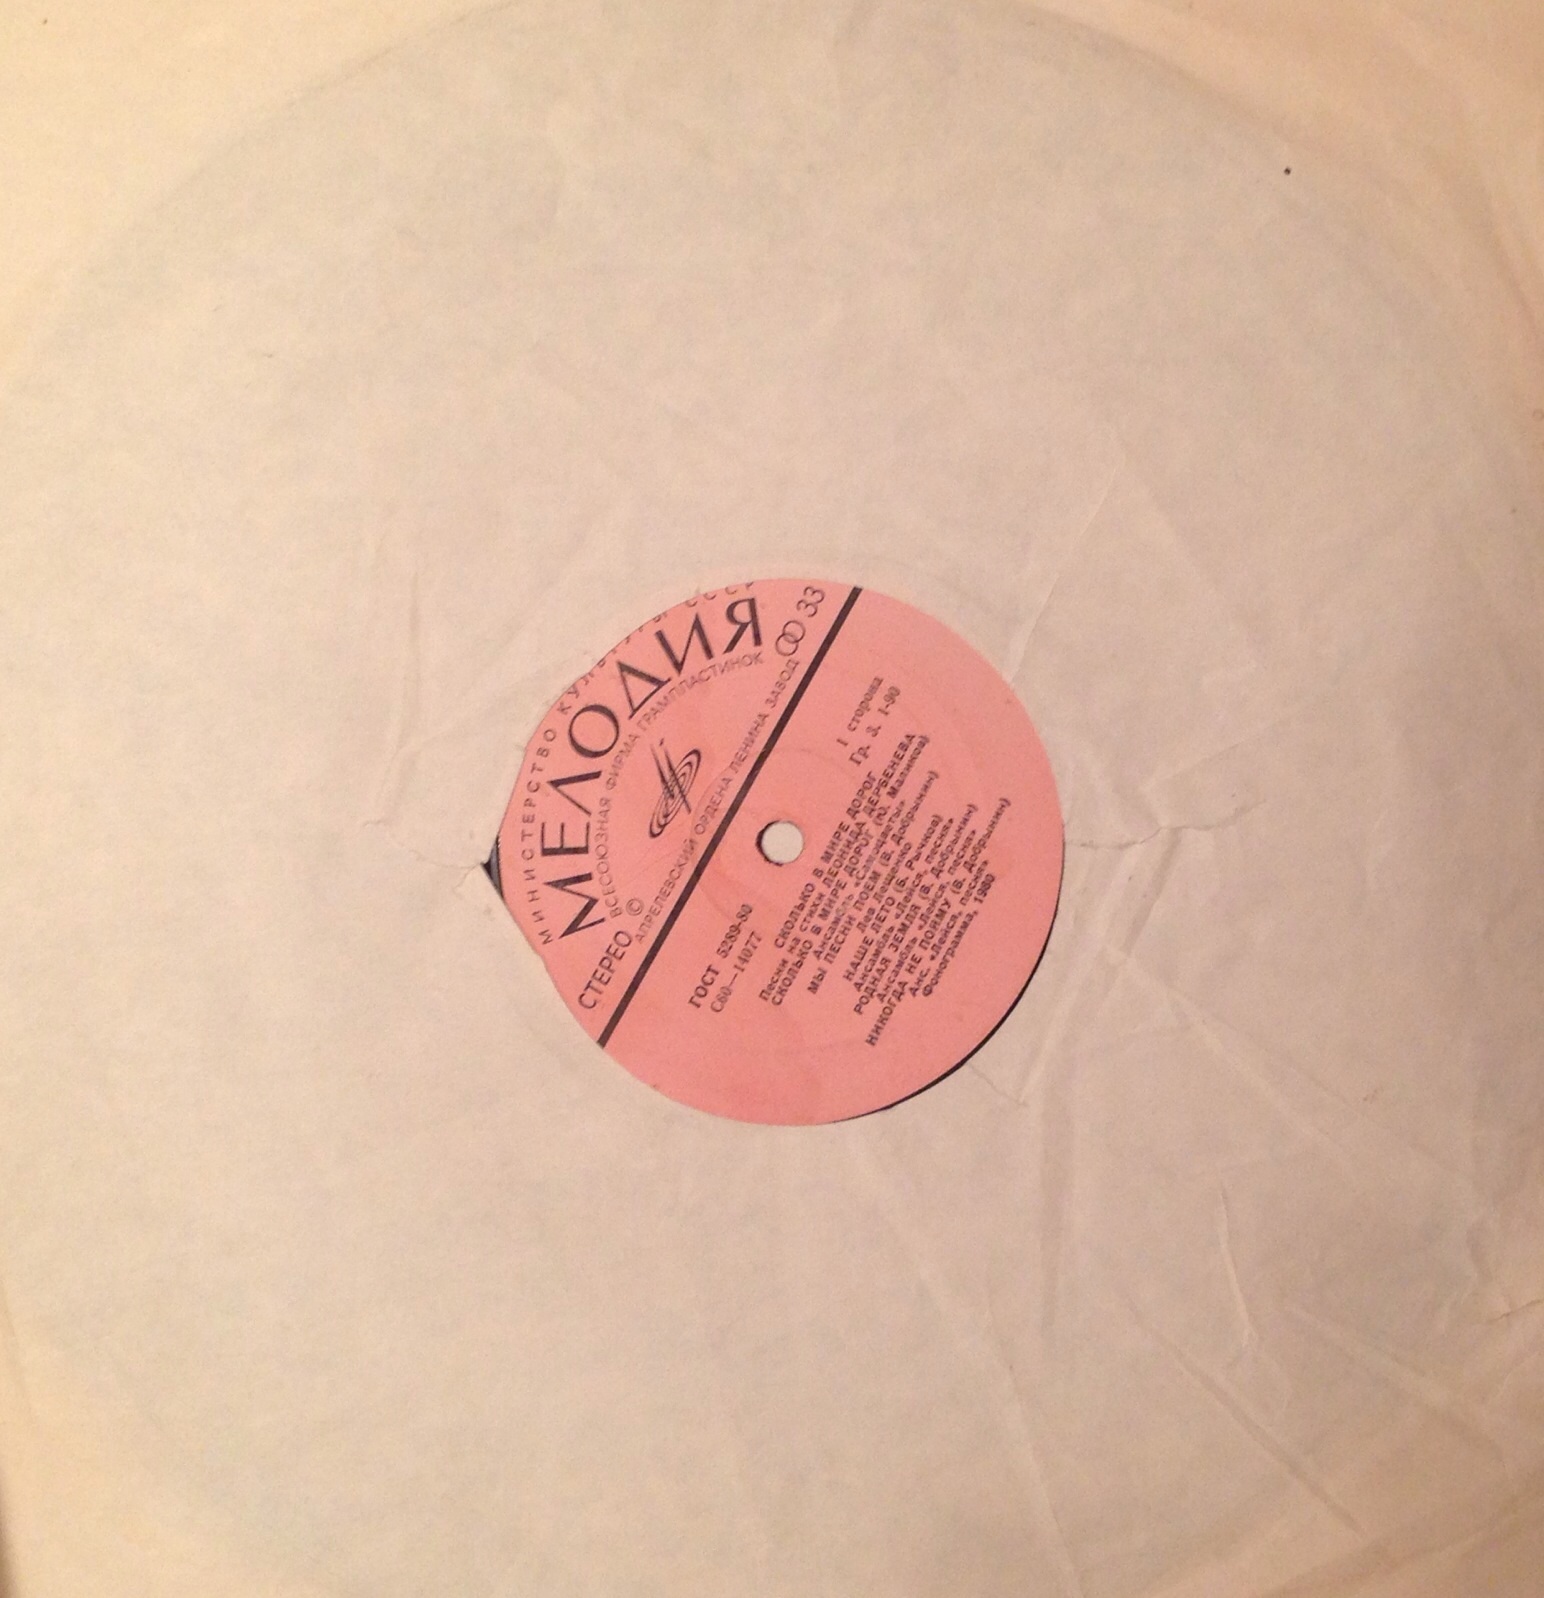 МИНИСТЕРСТВО КУЛЬТУРЫ СССР
МЕЛОДИЯ
ВСЕСОЮЗНАЯ ФИРМА ГРАМПЛАСТИНОК
СТЕРЕО © 33
АПРЕЛЕВСКИЙ ОРДЕНА ЛЕНИНА ЗАВОД
ГОСТ 5289-80 1 сторона
С60—14077 Гр. 3. 1-90
СКОЛЬКО В МИРЕ ДОРОГ
Песни на стихи ЛЕОНИДА ДЕРБЕНЕВА
СКОЛЬКО В МИРЕ ДОРОГ (Ю. Маликов)
Ансамбль «Самоцветы»
МЫ ПЕСНИ ПОЕМ (В. Добрынин)
Лев Лещенко
НАШЕ ЛЕТО (Б. Рычков)
Ансамбль «Лейся, песня»
РОДНАЯ ЗЕМЛЯ (В. Добрынин)
Ансамбль «Лейся, песня»
НИКОГДА НЕ ПОЙМУ (В. Добрынин)
Анс. «Лейся, песня»
Фонограмма, 1980